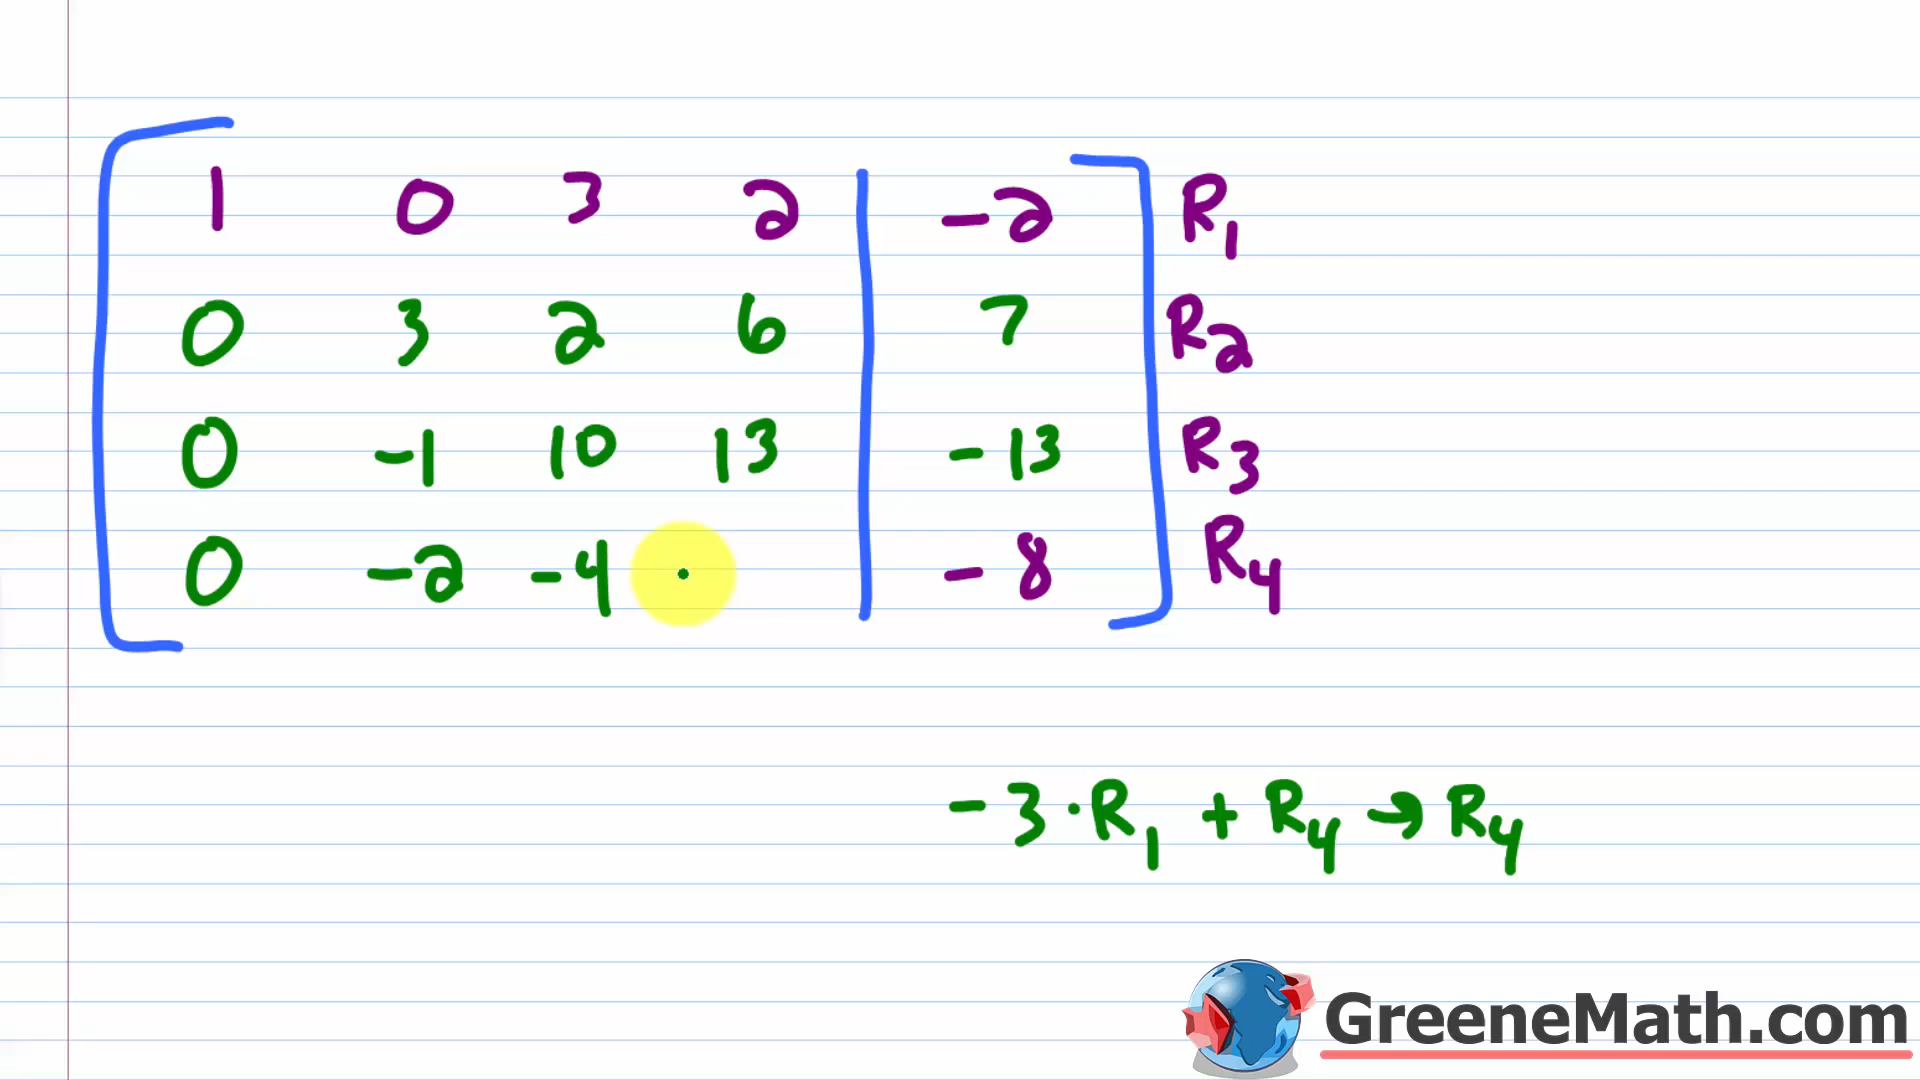 1 0 3 2 | -2 R₁
0 3 2 6 | 7 R₂
0 -1 10 13 | -13 R₃
0 -2 -4 | -8 R₄
-3 · R₁ + R₄ → R₄
GreeneMath.com